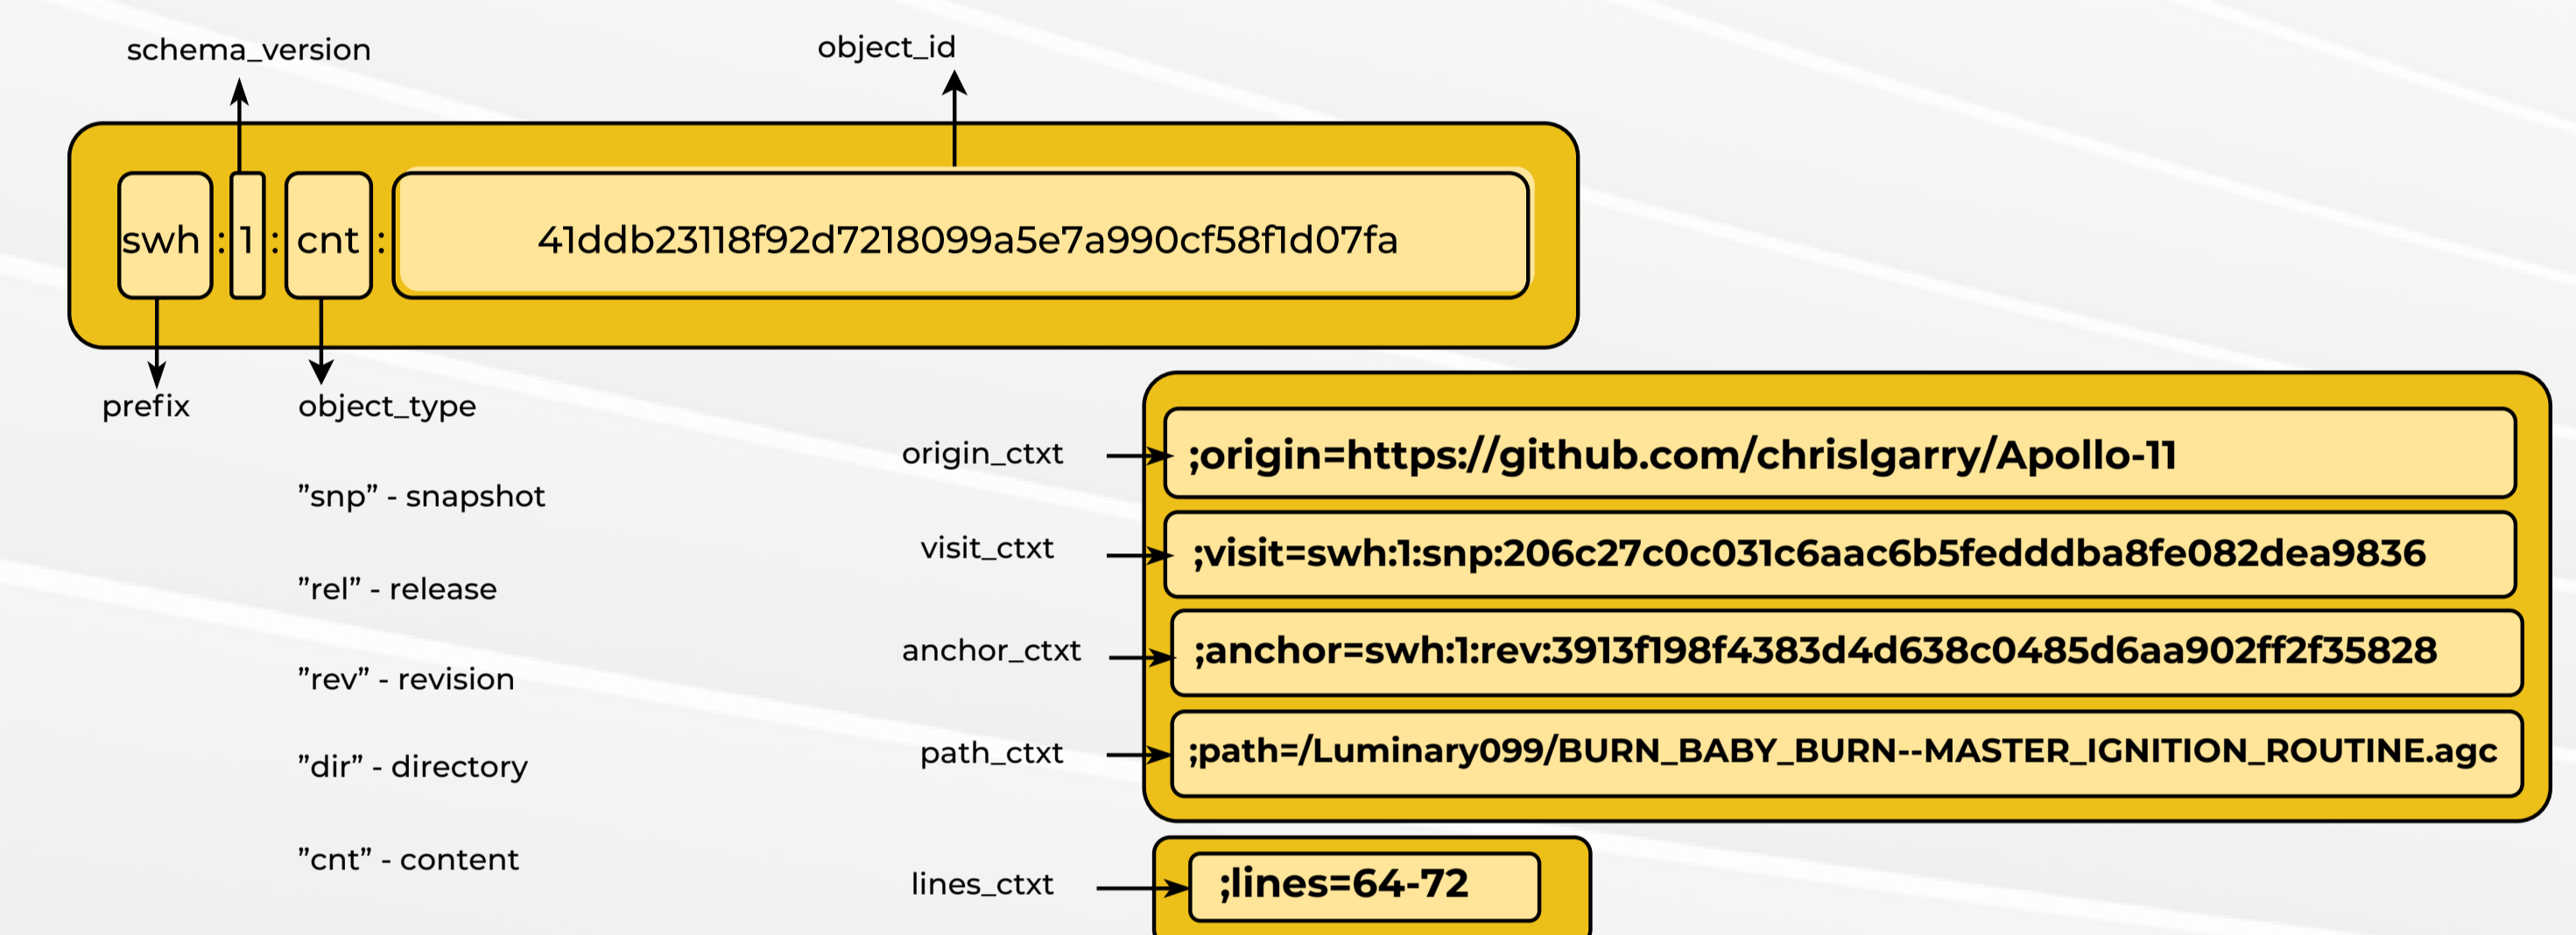 schema_version
object_id
swh : 1 : cnt : 41ddb23118f92d7218099a5e7a990cf58f1d07fa
prefix
object_type
”snp” - snapshot
”rel” - release
”rev” - revision
”dir” - directory
”cnt” - content
origin_ctxt
;origin=https://github.com/chrislgarry/Apollo-11
visit_ctxt
;visit=swh:1:snp:206c27c0c031c6aac6b5fedddba8fe082dea9836
anchor_ctxt
;anchor=swh:1:rev:3913f198f4383d4d638c0485d6aa902ff2f35828
path_ctxt
;path=/Luminary099/BURN_BABY_BURN--MASTER_IGNITION_ROUTINE.agc
lines_ctxt
;lines=64-72